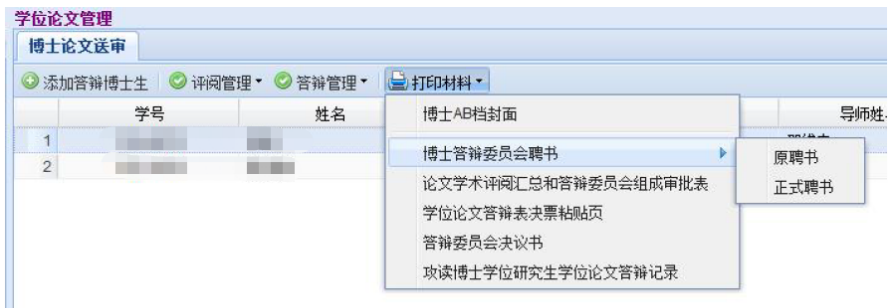 学位论文管理
博士论文送审
添加答辩博士生 评阅管理 答辩管理 打印材料
学号 姓名 导师姓
博士AB档封面
1
博士答辩委员会聘书 原聘书
2
论文学术评阅汇总和答辩委员会组成审批表 正式聘书
学位论文答辩表决票粘贴页
答辩委员会决议书
攻读博士学位研究生学位论文答辩记录